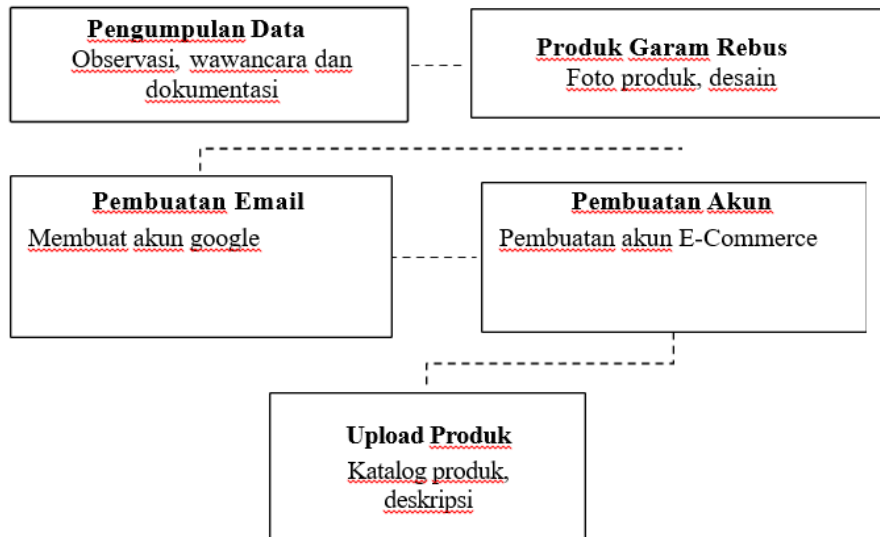 Pengumpulan Data
Observasi, wawancara dan
dokumentasi
Produk Garam Rebus
Foto produk, desain
Pembuatan Email
Membuat akun google
Pembuatan Akun
Pembuatan akun E-Commerce
Upload Produk
Katalog produk,
deskripsi